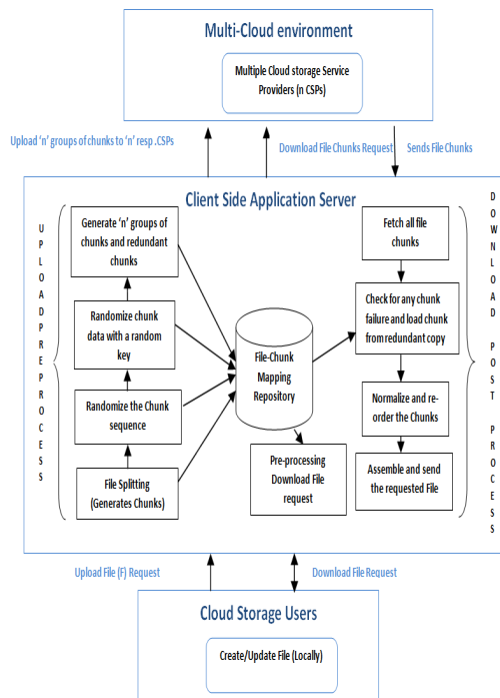 Multi-Cloud environment
Multiple Cloud storage Service
Providers (n CSPs)
Upload 'n' groups of chunks to 'n' resp .CSPs
Download File Chunks Request
Sends File Chunks
Client Side Application Server
UPLOADPREPROCESS
Generate 'n' groups of
chunks and redundant
chunks
Randomize chunk
data with a random
key
Randomize the Chunk
sequence
File Splitting
(Generates Chunks)
File-Chunk
Mapping
Repository
Pre-processing
Download File
request
Fetch all file
chunks
Check for any chunk
failure and load chunk
from redundant copy
Normalize and re-
order the Chunks
Assemble and send
the requested File
DOWNLOAD POST PROCESS
Upload File (F) Request
Download File Request
Cloud Storage Users
Create/Update File (Locally)